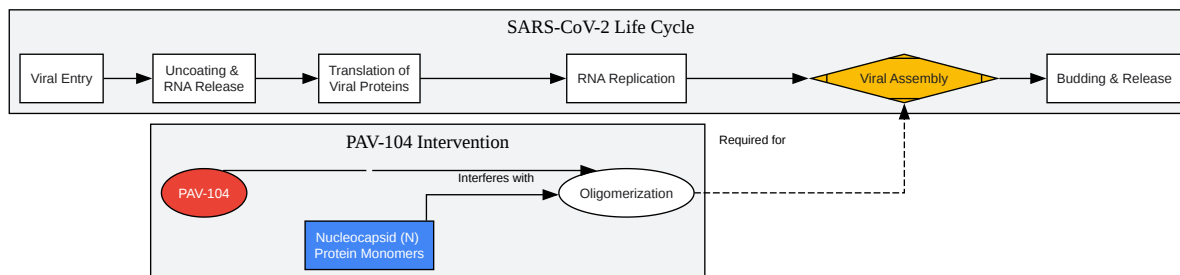 SARS-CoV-2 Life Cycle
Viral Entry
Uncoating &
RNA Release
Translation of
Viral Proteins
RNA Replication
Viral Assembly
Budding & Release
PAV-104 Intervention
Required for
PAV-104
Interferes with
Oligomerization
Nucleocapsid (N)
Protein Monomers